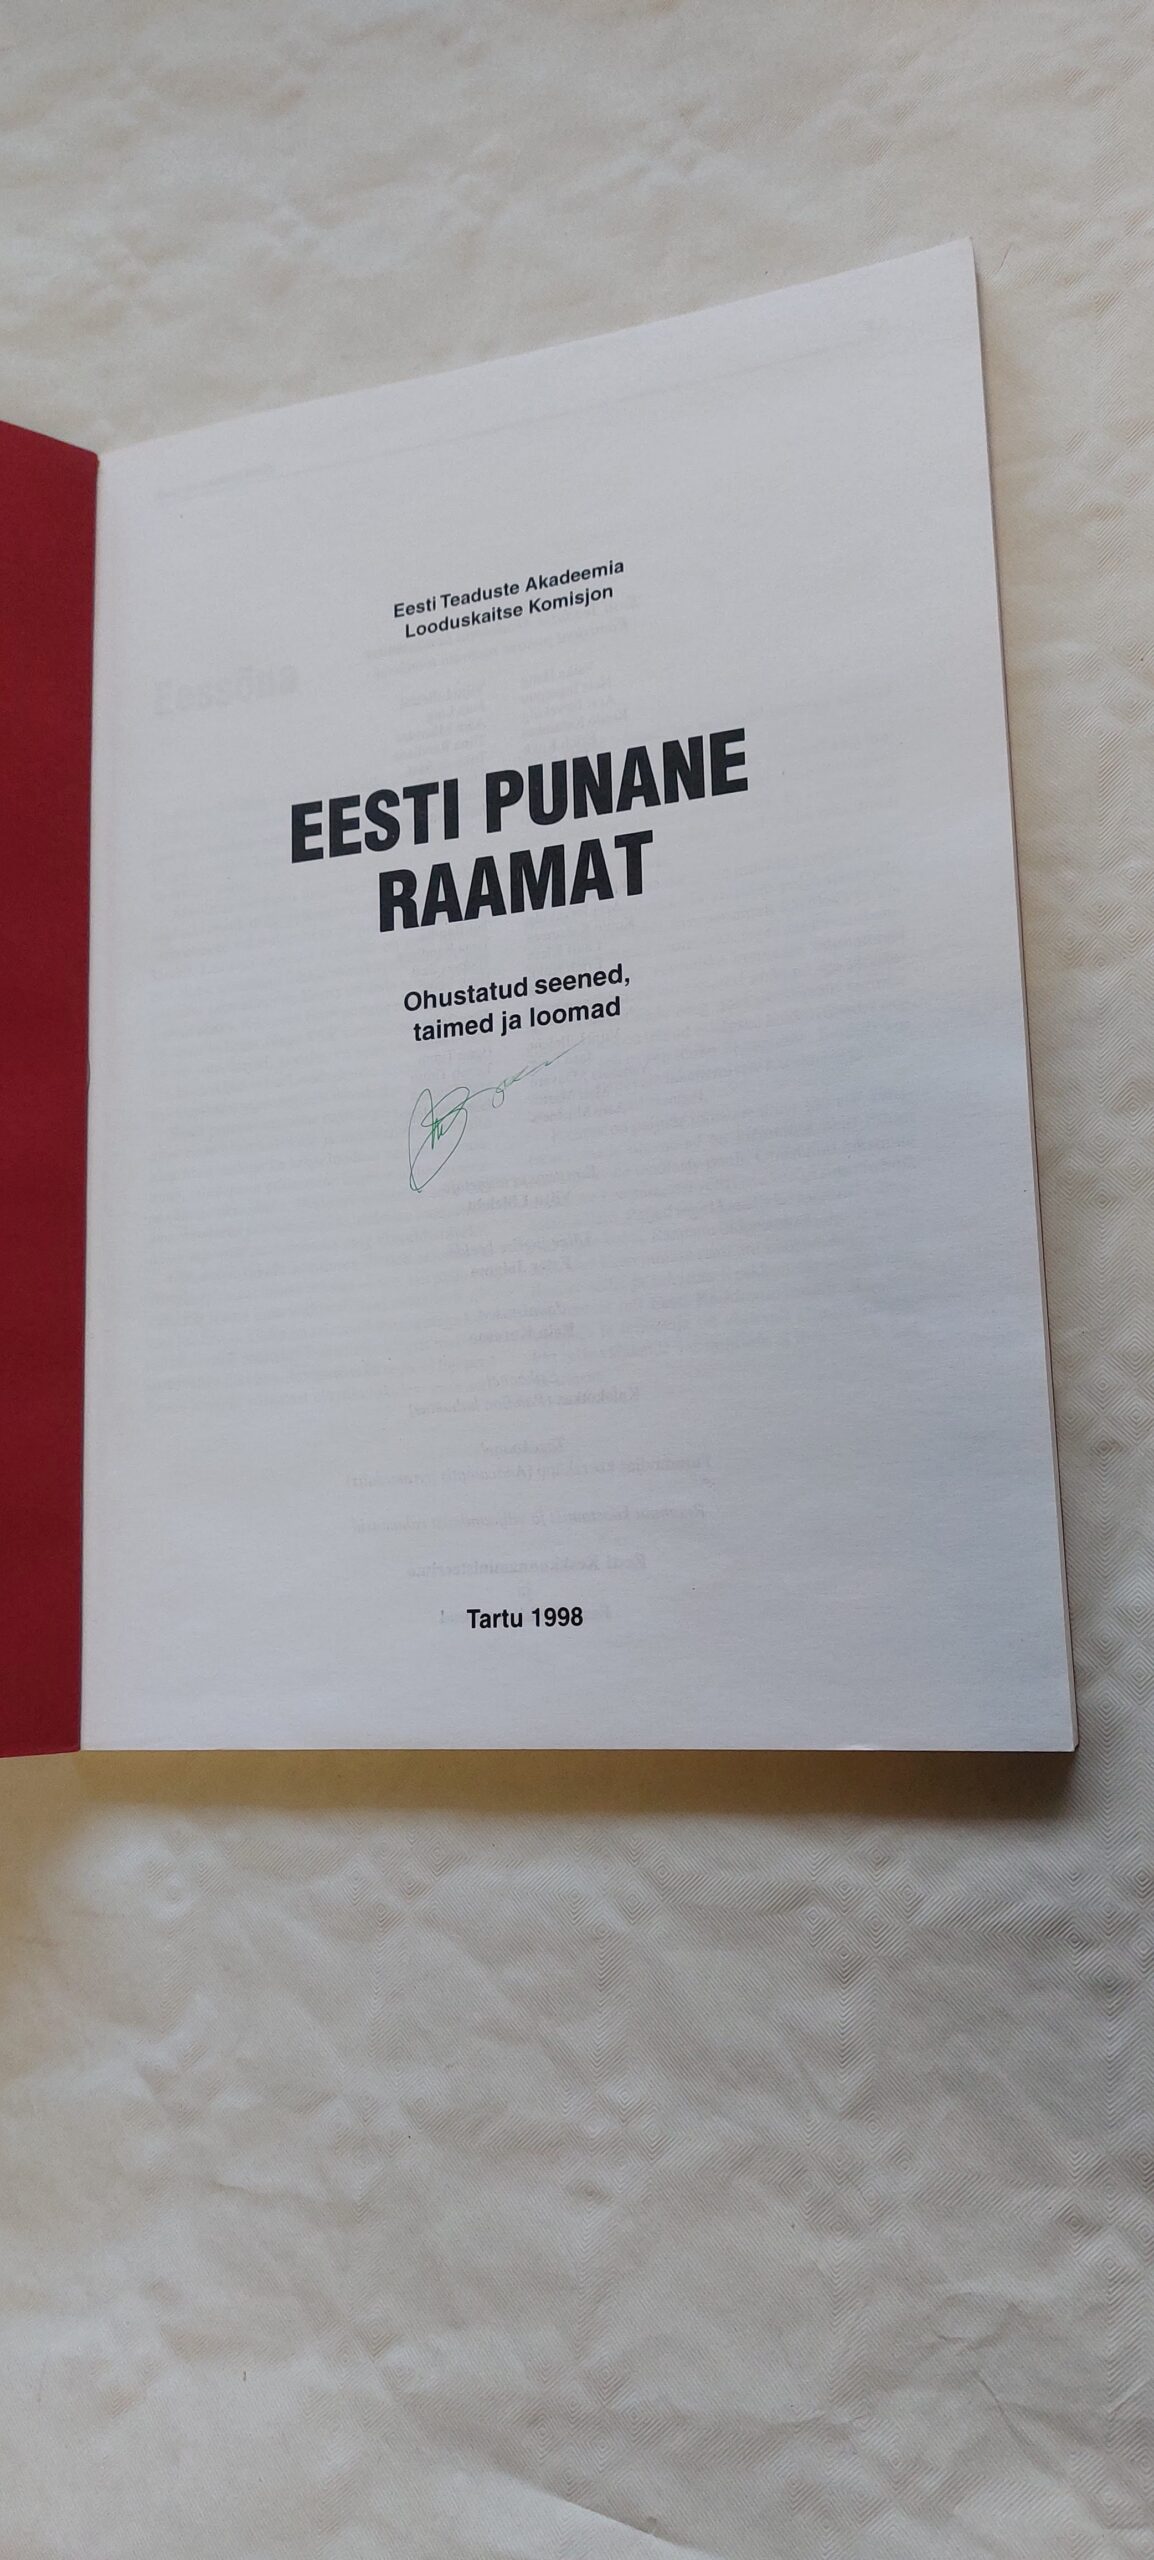 Eesti Teaduste Akadeemia
Looduskaitse Komisjon
EESTI PUNANE
RAAMAT
Ohustatud seened,
taimed ja loomad
Tartu 1998